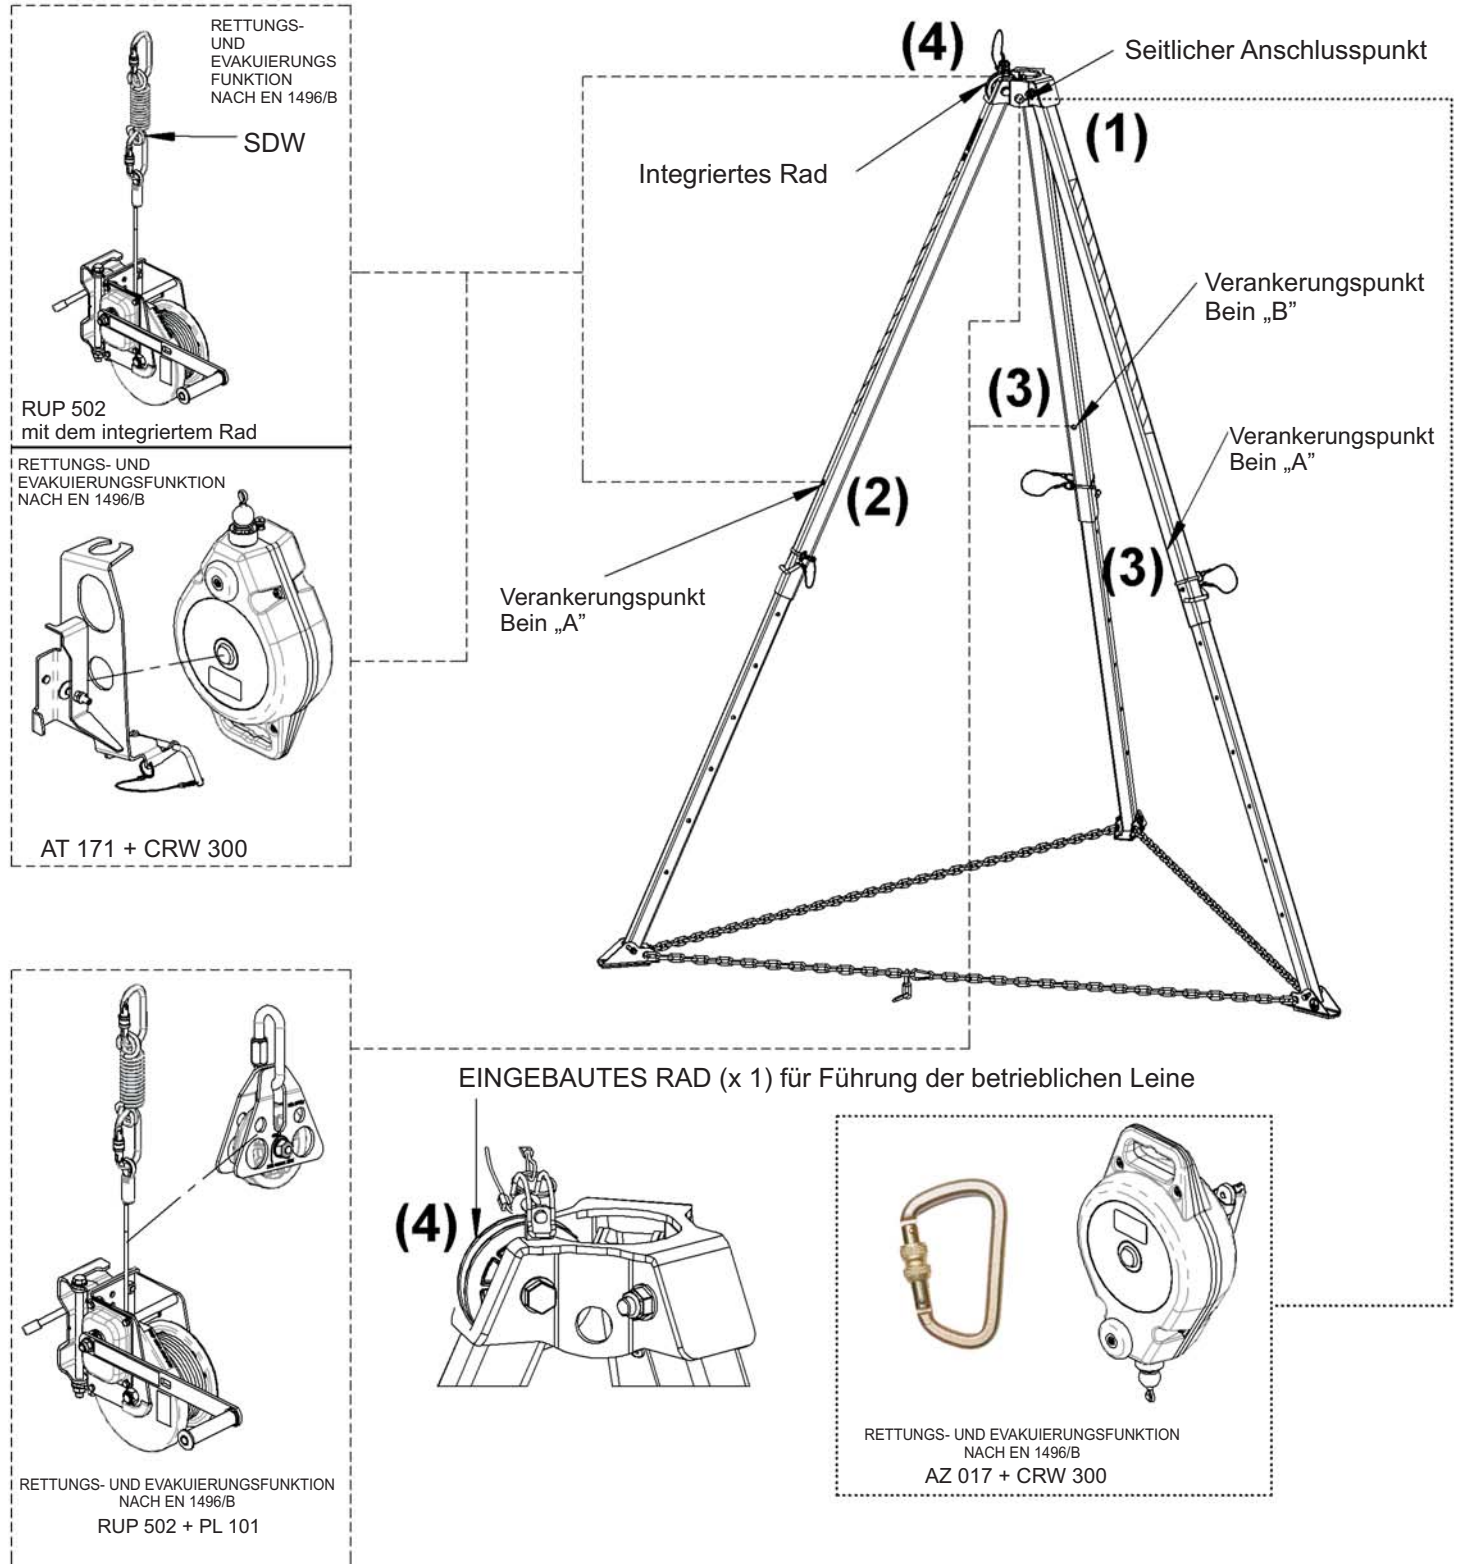 RETTUNGS-
UND
EVAKUIERUNGS
FUNKTION
NACH EN 1496/B
SDW
RUP 502
mit dem integriertem Rad
RETTUNGS- UND
EVAKUIERUNGSFUNKTION
NACH EN 1496/B
AT 171 + CRW 300
(4)
Seitlicher Anschlusspunkt
(1)
Integriertes Rad
Verankerungspunkt
Bein „B”
(3)
Verankerungspunkt
Bein „A”
(2)
(3)
Verankerungspunkt
Bein „A”
EINGEBAUTES RAD (x 1) für Führung der betrieblichen Leine
(4)
RETTUNGS- UND EVAKUIERUNGSFUNKTION
NACH EN 1496/B
AZ 017 + CRW 300
RETTUNGS- UND EVAKUIERUNGSFUNKTION
NACH EN 1496/B
RUP 502 + PL 101